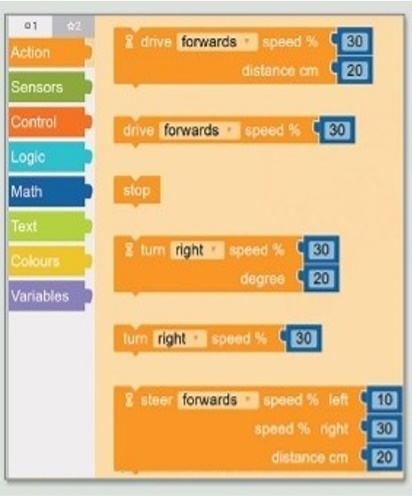 1 2
Action
Sensors
Control
Logic
Math
Text
Colours
Variables
drive forwards speed % 30
distance cm 20
drive forwards speed % 30
stop
turn right speed % 30
degree 20
turn right speed % 30
steer forwards speed % left 10
speed % right 30
distance cm 20